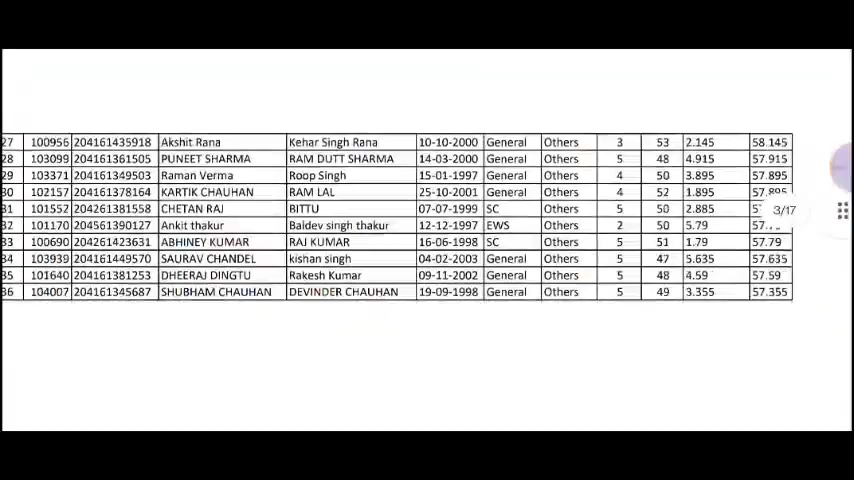 27 100956 204161435918 Akshit Rana Kehar Singh Rana 10-10-2000 General Others 3 53 2.145 58.145
28 103099 204161361505 PUNEET SHARMA RAM DUTT SHARMA 14-03-2000 General Others 5 48 4.915 57.915
29 103371 204161349503 Raman Verma Roop Singh 15-01-1997 General Others 4 50 3.895 57.895
30 102157 204161378164 KARTIK CHAUHAN RAM LAL 25-10-2001 General Others 4 52 1.895 57.895
31 101552 204261381558 CHETAN RAJ BITTU 07-07-1999 SC Others 5 50 2.885
3/17
32 101170 204561390127 Ankit thakur Baldev singh thakur 12-12-1997 EWS Others 2 50 5.79
33 100690 204261423631 ABHINEY KUMAR RAJ KUMAR 16-06-1998 SC Others 5 51 1.79 57.79
34 103939 204161449570 SAURAV CHANDEL kishan singh 04-02-2003 General Others 5 47 5.635 57.635
35 101640 204161381253 DHEERAJ DINGTU Rakesh Kumar 09-11-2002 General Others 5 48 4.59 57.59
36 104007 204161345687 SHUBHAM CHAUHAN DEVINDER CHAUHAN 19-09-1998 General Others 5 49 3.355 57.355